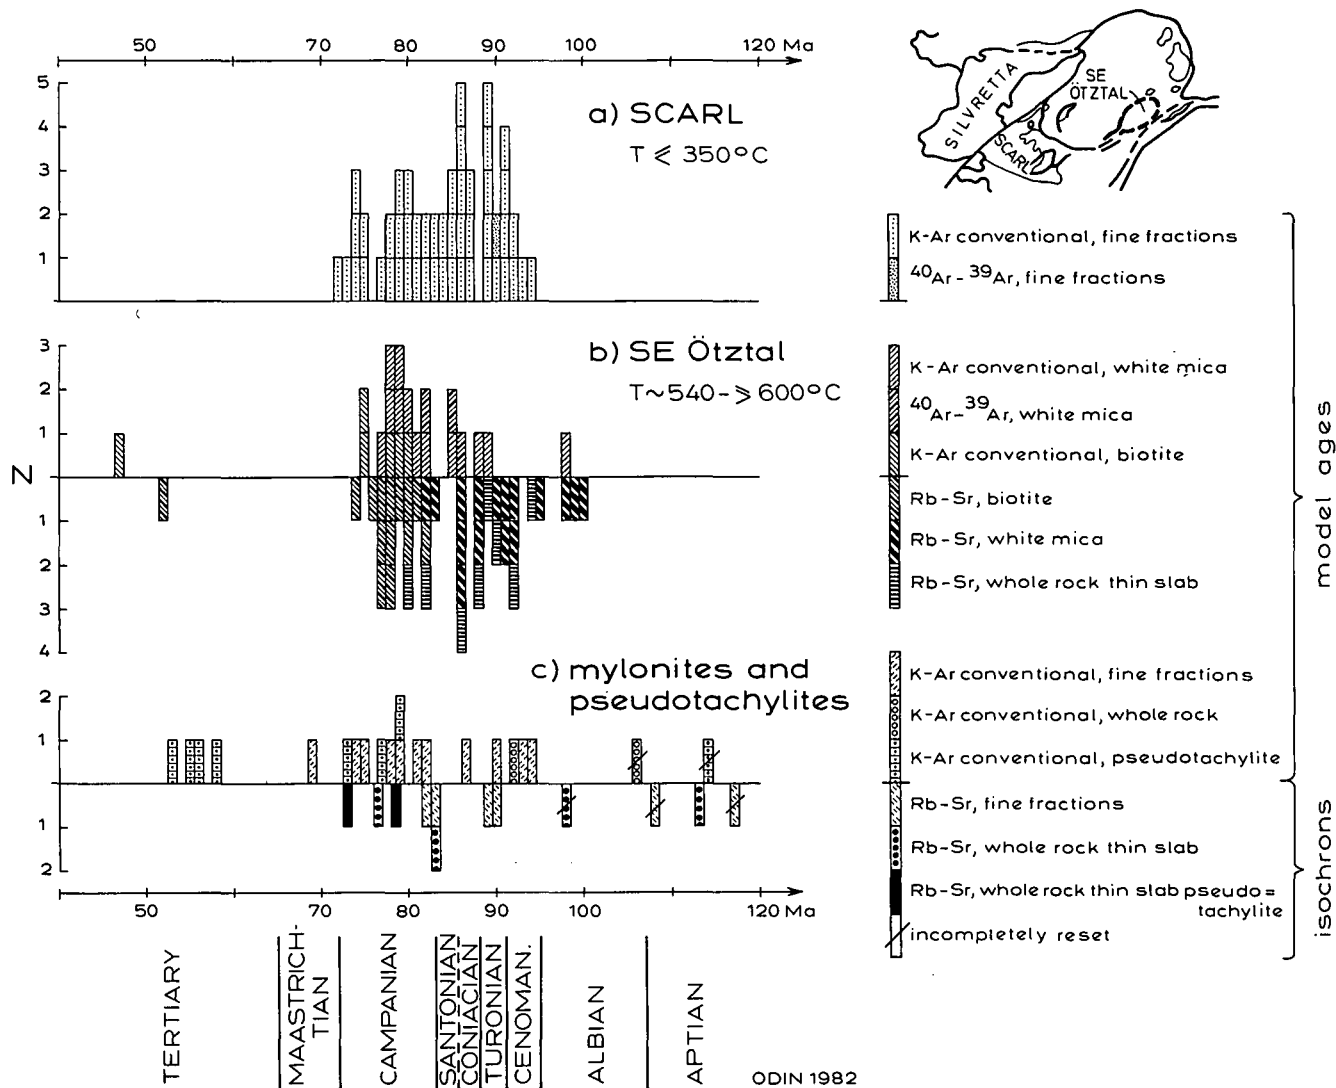 50 70 80 90 100 120 Ma
5
4
3
2
1
a) SCARL
T ⩽ 350°C
SILVRETTA
SE
ÖTZTAL
SCARL
K-Ar conventional, fine fractions
40Ar-39Ar, fine fractions
3
2
1
1
2
3
4
N
b) SE Ötztal
T~540-⩾600°C
K-Ar conventional, white mica
40Ar-39Ar, white mica
K-Ar conventional, biotite
Rb-Sr, biotite
Rb-Sr, white mica
Rb-Sr, whole rock thin slab
model ages
c) mylonites and
pseudotachylites
2
1
1
2
K-Ar conventional, fine fractions
K-Ar conventional, whole rock
K-Ar conventional, pseudotachylite
Rb-Sr, fine fractions
Rb-Sr, whole rock thin slab
Rb-Sr, whole rock thin slab pseudo=
tachylite
incompletely reset
isochrons
50 70 80 90 100 120 Ma
TERTIARY
MAASTRICH-
TIAN
CAMPANIAN
SANTONIAN
CONIACIAN
TURONIAN
CENOMAN.
ALBIAN
APTIAN
ODIN 1982